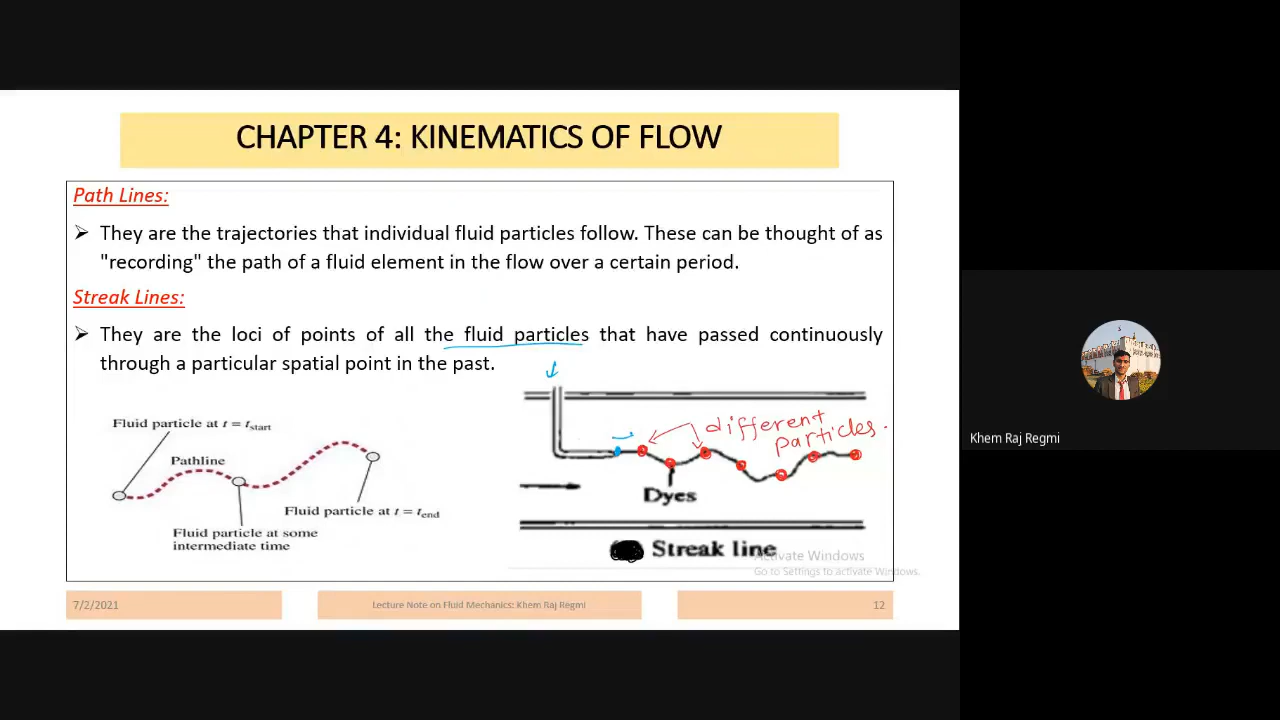 CHAPTER 4: KINEMATICS OF FLOW
Path Lines:
➢ They are the trajectories that individual fluid particles follow. These can be thought of as
"recording" the path of a fluid element in the flow over a certain period.
Streak Lines:
➢ They are the loci of points of all the fluid particles that have passed continuously
through a particular spatial point in the past.
Fluid particle at t = tstart
Pathline
Fluid particle at t = tend
Fluid particle at some
intermediate time
different
particles.
Dyes
Streak line
Activate Windows
Go to Settings to activate Windows.
7/2/2021
Lecture Note on Fluid Mechanics: Khem Raj Regmi
12
Khem Raj Regmi